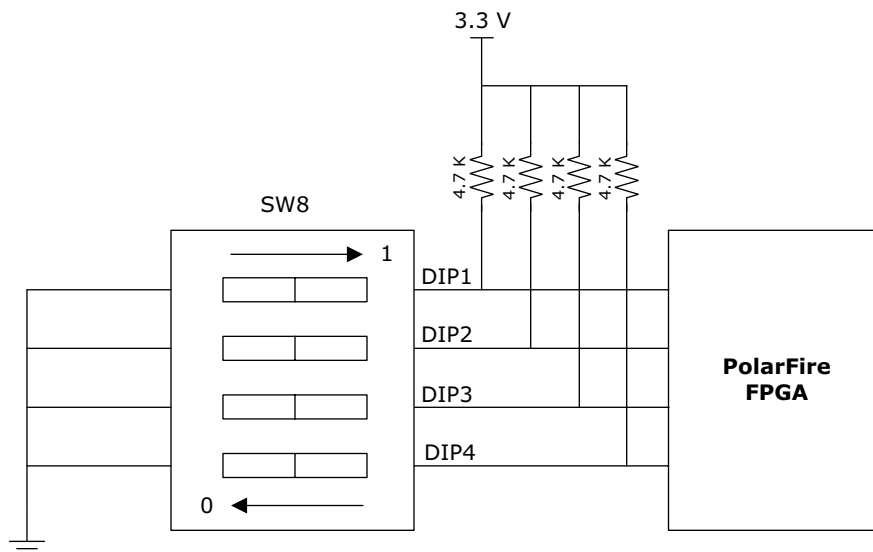 3.3 V
4.7 K
4.7 K
4.7 K
4.7 K
SW8
1
DIP1
DIP2
DIP3
DIP4
0
PolarFire
FPGA